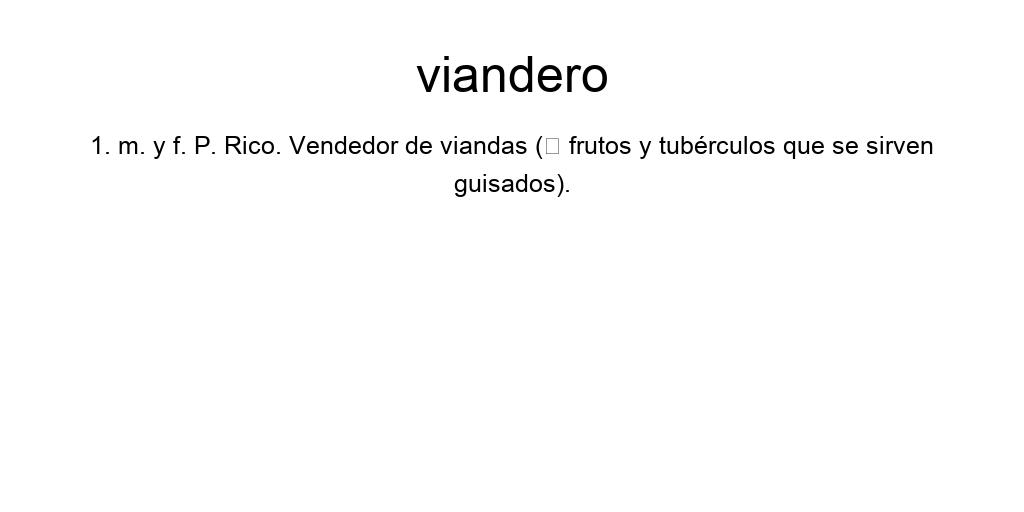 viandero
1. m. y f. P. Rico. Vendedor de viandas (□ frutos y tubérculos que se sirven
guisados).